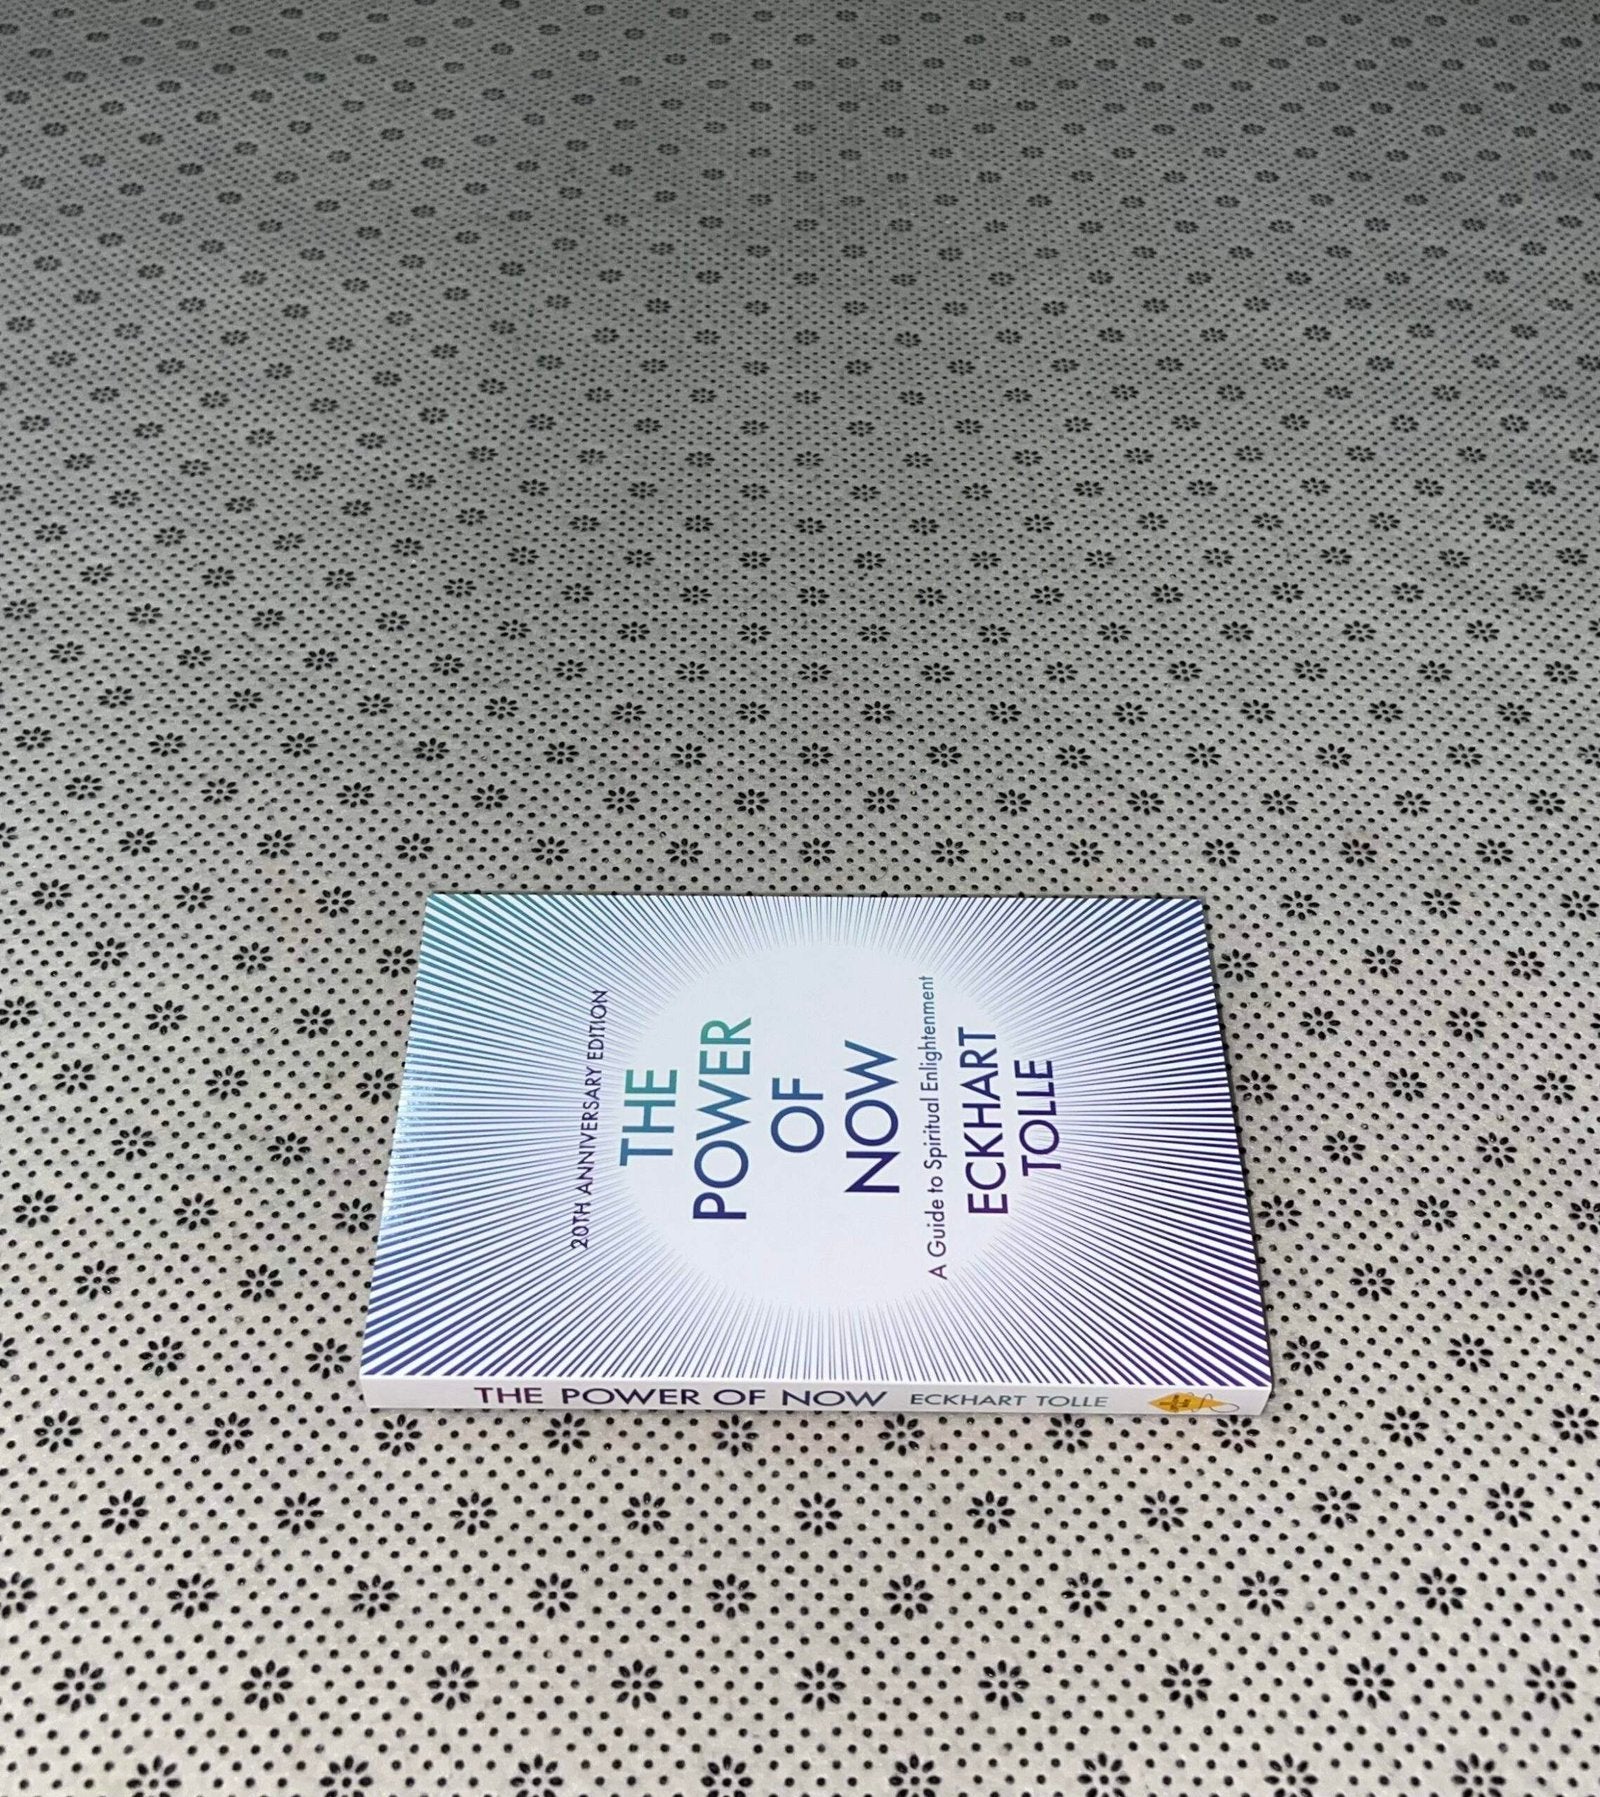 20TH ANNIVERSARY EDITION
THE
POWER
OF
NOW
A Guide to Spiritual Enlightenment
ECKHART
TOLLE
THE POWER OF NOW ECKHART TOLLE